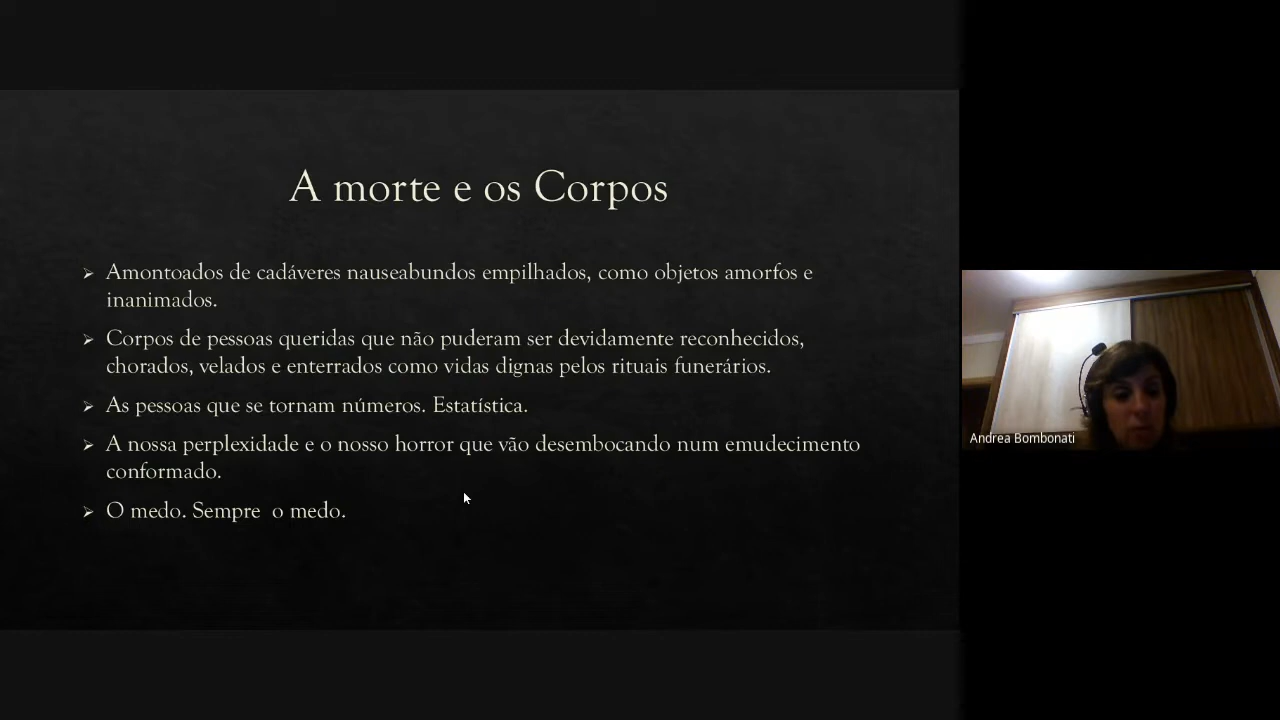 A morte e os Corpos
Amontoados de cadáveres nauseabundos empilhados, como objetos amorfos e
inanimados.
Corpos de pessoas queridas que não puderam ser devidamente reconhecidos,
chorados, velados e enterrados como vidas dignas pelos rituais funerários.
As pessoas que se tornam números. Estatística.
A nossa perplexidade e o nosso horror que vão desembocando num emudecimento
conformado.
O medo. Sempre  o medo.
Andrea Bombonati